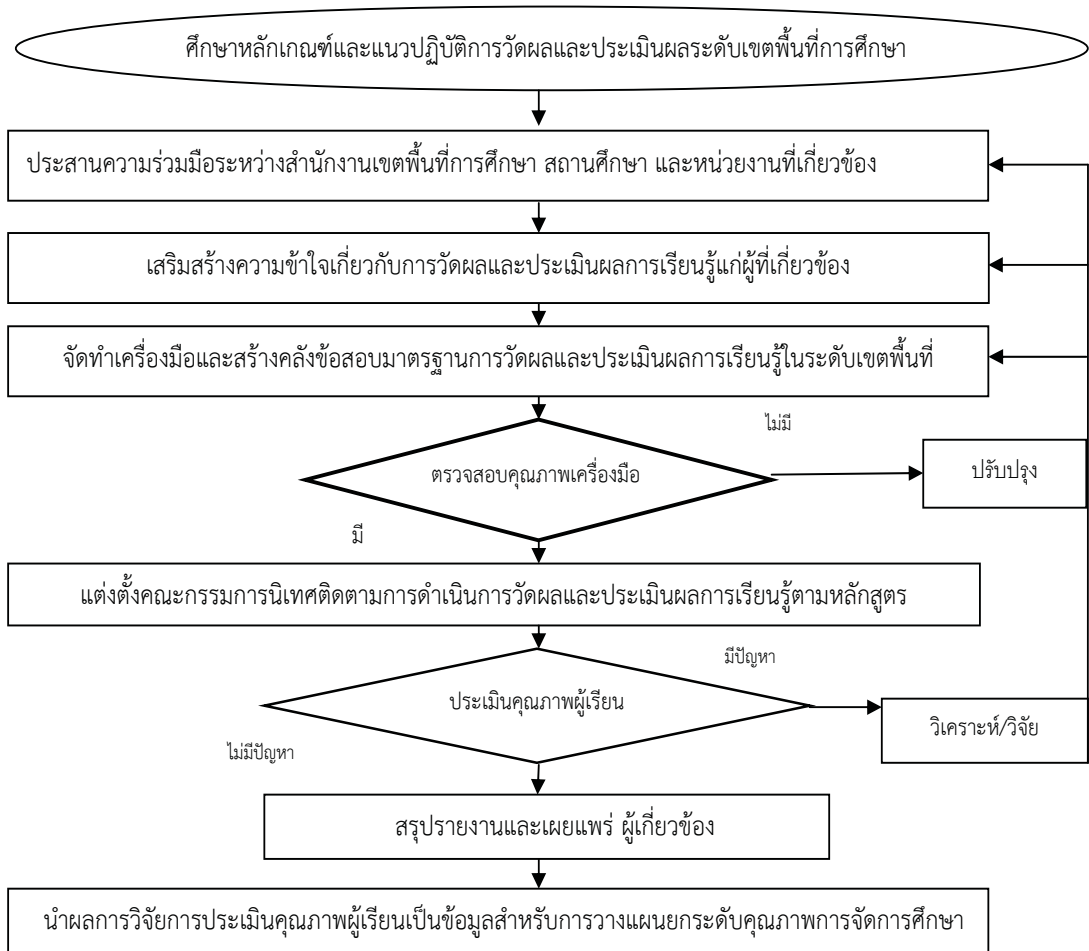 ศึกษาหลักเกณฑ์และแนวปฏิบัติการวัดผลและประเมินผลระดับเขตพื้นที่การศึกษา
ประสานความร่วมมือระหว่างสำนักงานเขตพื้นที่การศึกษา สถานศึกษา และหน่วยงานที่เกี่ยวข้อง
เสริมสร้างความข้าใจเกี่ยวกับการวัดผลและประเมินผลการเรียนรู้แก่ผู้ที่เกี่ยวข้อง
จัดทำเครื่องมือและสร้างคลังข้อสอบมาตรฐานการวัดผลและประเมินผลการเรียนรู้ในระดับเขตพื้นที่
ไม่มี
ตรวจสอบคุณภาพเครื่องมือ
ปรับปรุง
มี
แต่งตั้งคณะกรรมการนิเทศติดตามการดำเนินการวัดผลและประเมินผลการเรียนรู้ตามหลักสูตร
มีปัญหา
ประเมินคุณภาพผู้เรียน
วิเคราะห์/วิจัย
ไม่มีปัญหา
สรุปรายงานและเผยแพร่ ผู้เกี่ยวข้อง
นำผลการวิจัยการประเมินคุณภาพผู้เรียนเป็นข้อมูลสำหรับการวางแผนยกระดับคุณภาพการจัดการศึกษา